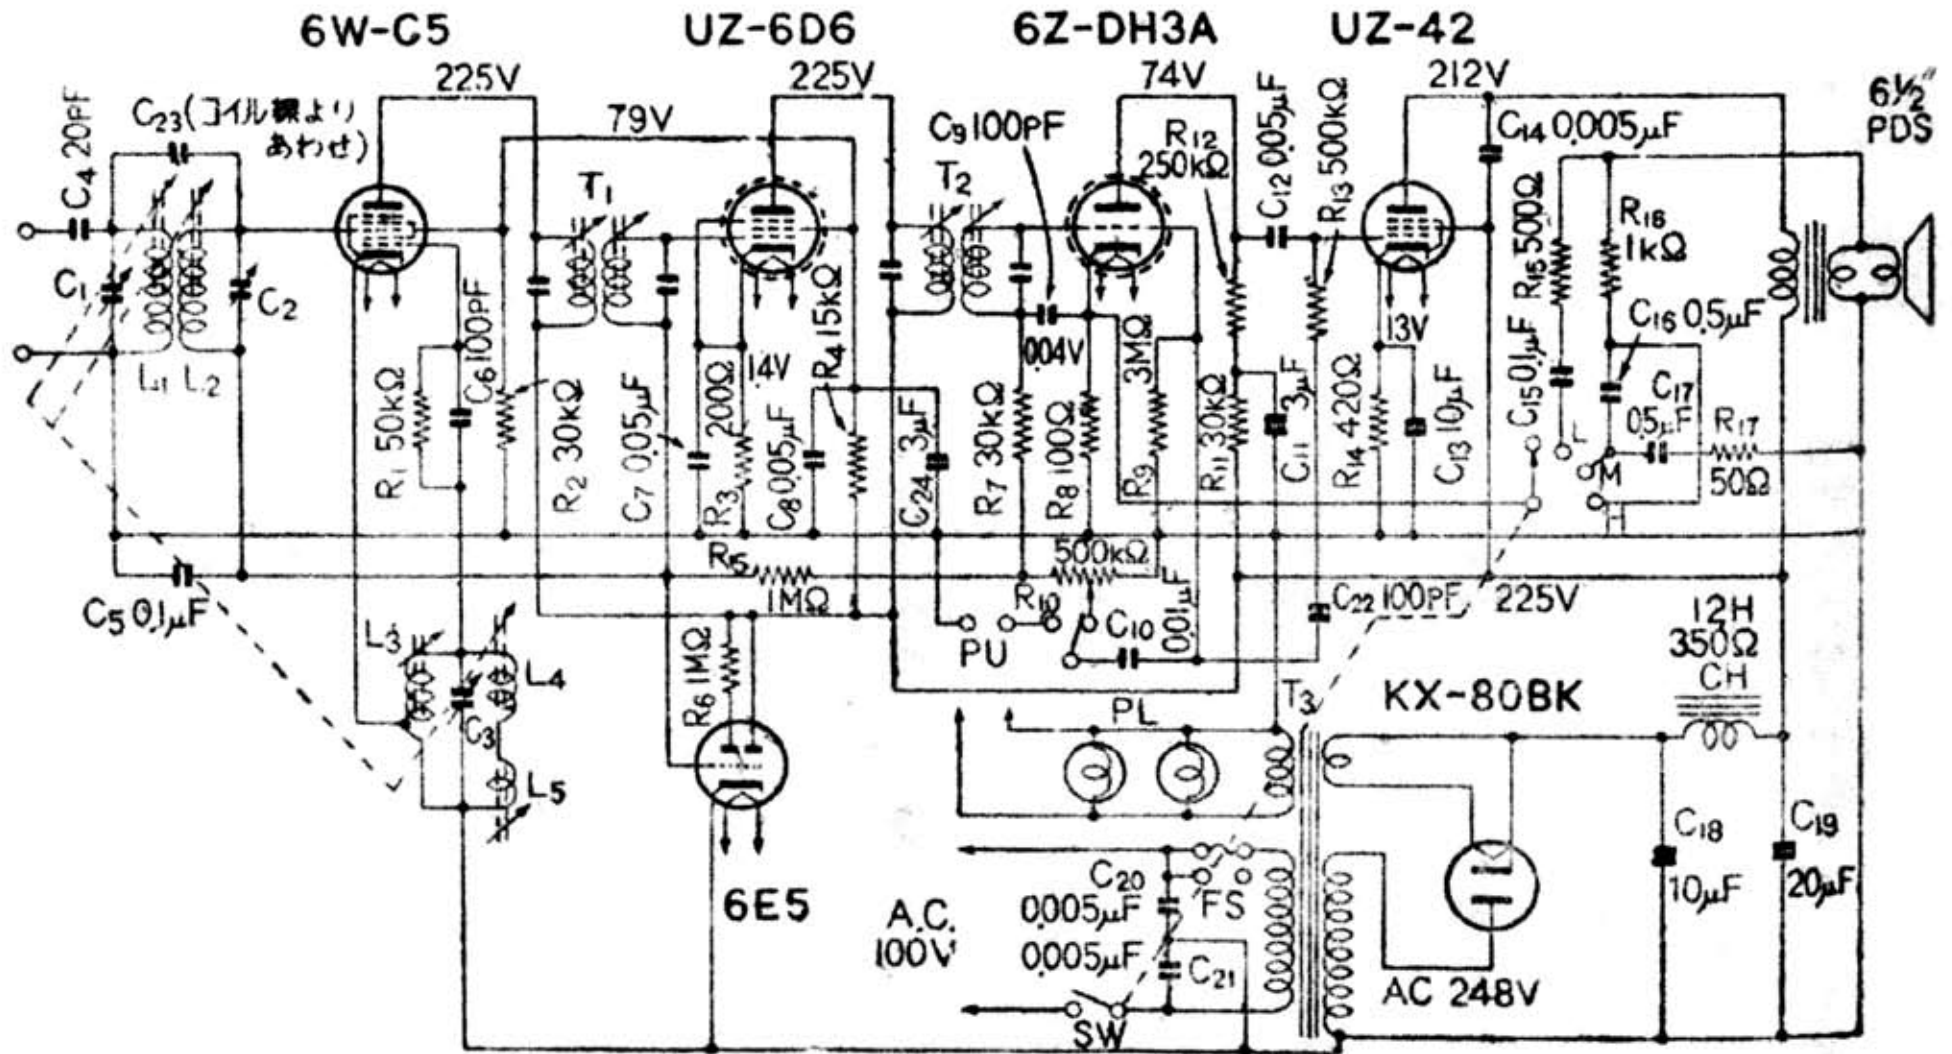 6W-C5
UZ-6D6
6Z-DH3A
UZ-42
225V
225V
74V
212V
6½"
PDS
79V
C4 20PF
C23(コイル線より
あわせ)
T1
T2
C9 100PF
R12
250kΩ
C12 0.05μF
R13 500kΩ
C14 0.005μF
R15 500Ω
R16
1kΩ
C1
C2
L1
L2
C6 100PF
R1 50kΩ
R2 30kΩ
C7 0.05μF
R3 200Ω
1.4V
C8 0.05μF
R4 15kΩ
C24 3μF
0.04V
R7 30kΩ
R8 100Ω
3MΩ
R9
R11 30kΩ
C11 3μF
13V
R14 420Ω
C13 10μF
C15 0.1μF
C16 0.5μF
C17
0.5μF
R17
50Ω
L
M
H
C5 0.1μF
R5
1MΩ
500kΩ
R10
C10
0.01μF
C22 100PF
225V
PU
12H
350Ω
CH
L3
L4
C3
L5
R6 1MΩ
PL
T3
KX-80BK
6E5
A.C.
100V
C20
0.005μF
0.005μF
C21
FS
SW
AC 248V
C18
10μF
C19
20μF